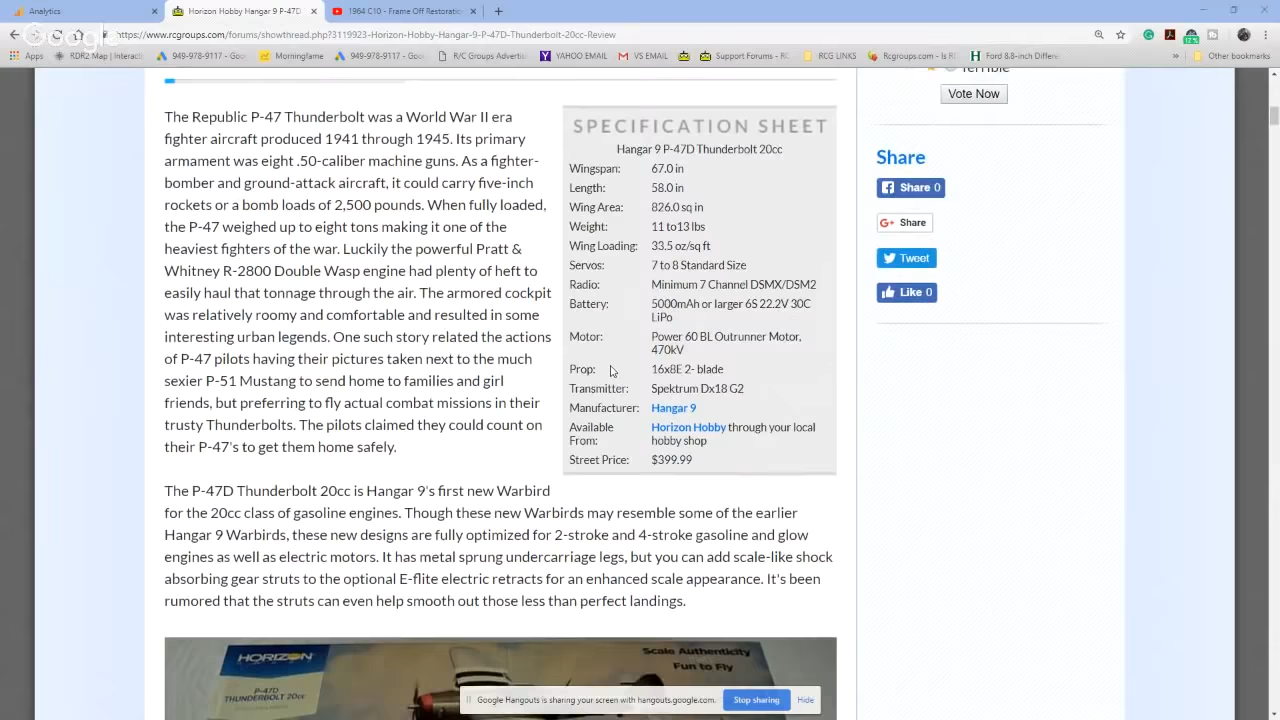 Analytics
Horizon Hobby Hangar 9 P-47D
1964 C10 - Frame Off Restoratio
Google
https://www.rcgroups.com/forums/showthread.php?3119923-Horizon-Hobby-Hangar-9-P-47D-Thunderbolt-20cc-Review
Apps RDR2 Map | Interac 949-978-9117 - Goog Morningfame 949-978-9117 - Goog R/C Groups Advertisi YAHOO EMAIL VS EMAIL Support Forums - RC RCG LINKS Rcgroups.com - Is R Ford 8.8-inch Differe » Other bookmarks
Terrible
Vote Now
The Republic P-47 Thunderbolt was a World War II era
fighter aircraft produced 1941 through 1945. Its primary
armament was eight .50-caliber machine guns. As a fighter-
bomber and ground-attack aircraft, it could carry five-inch
rockets or a bomb loads of 2,500 pounds. When fully loaded,
the P-47 weighed up to eight tons making it one of the
heaviest fighters of the war. Luckily the powerful Pratt &
Whitney R-2800 Double Wasp engine had plenty of heft to
easily haul that tonnage through the air. The armored cockpit
was relatively roomy and comfortable and resulted in some
interesting urban legends. One such story related the actions
of P-47 pilots having their pictures taken next to the much
sexier P-51 Mustang to send home to families and girl
friends, but preferring to fly actual combat missions in their
trusty Thunderbolts. The pilots claimed they could count on
their P-47's to get them home safely.
SPECIFICATION SHEET
Hangar 9 P-47D Thunderbolt 20cc
Wingspan: 67.0 in
Length: 58.0 in
Wing Area: 826.0 sq in
Weight: 11 to13 lbs
Wing Loading: 33.5 oz/sq ft
Servos: 7 to 8 Standard Size
Radio: Minimum 7 Channel DSMX/DSM2
Battery: 5000mAh or larger 6S 22.2V 30C
LiPo
Motor: Power 60 BL Outrunner Motor,
470kV
Prop: 16x8E 2- blade
Transmitter: Spektrum Dx18 G2
Manufacturer: Hangar 9
Available Horizon Hobby through your local
From: hobby shop
Street Price: $399.99
Share
Share 0
Share
Tweet
Like 0
The P-47D Thunderbolt 20cc is Hangar 9's first new Warbird
for the 20cc class of gasoline engines. Though these new Warbirds may resemble some of the earlier
Hangar 9 Warbirds, these new designs are fully optimized for 2-stroke and 4-stroke gasoline and glow
engines as well as electric motors. It has metal sprung undercarriage legs, but you can add scale-like shock
absorbing gear struts to the optional E-flite electric retracts for an enhanced scale appearance. It's been
rumored that the struts can even help smooth out those less than perfect landings.
HORIZON
P-47D
THUNDERBOLT 20cc
Scale Authenticity
Fun to Fly
Google Hangouts is sharing your screen with hangouts.google.com. Stop sharing Hide